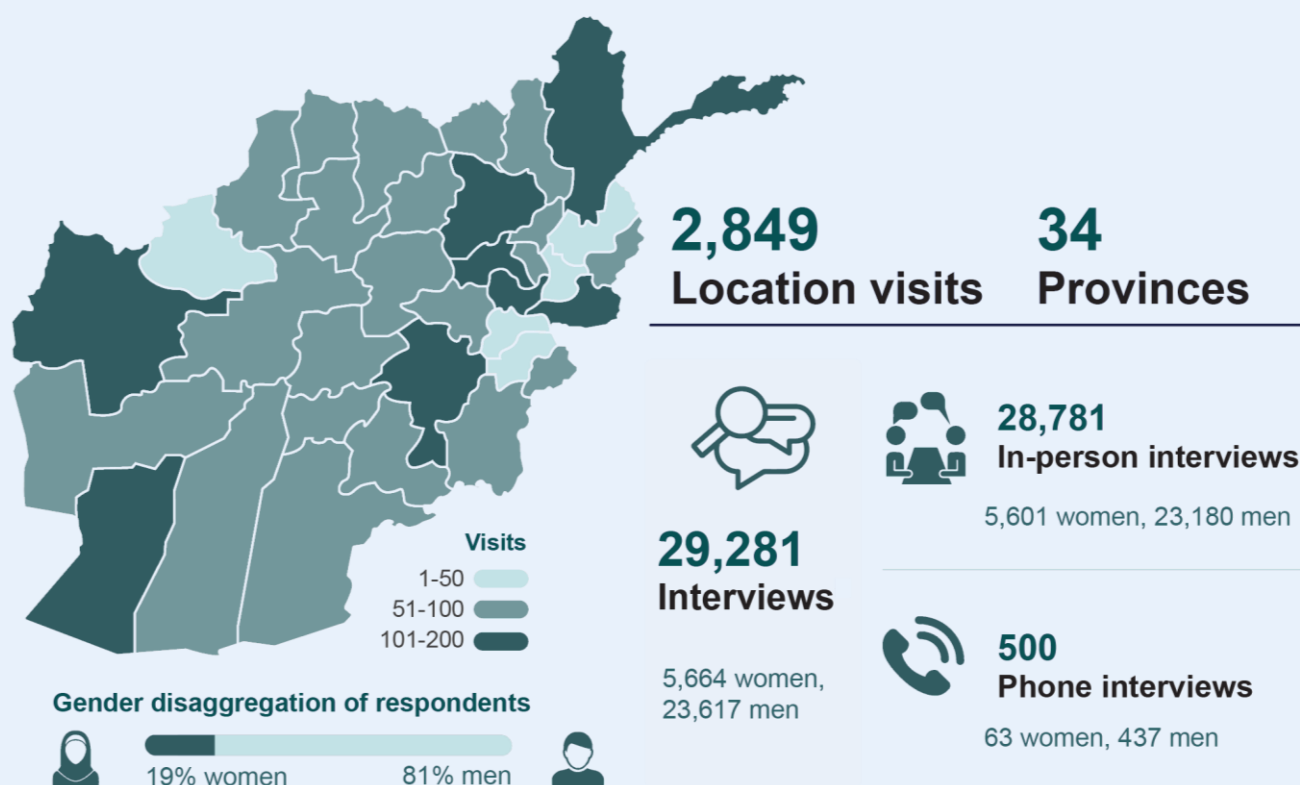 2,849
Location visits
34
Provinces
29,281
Interviews
5,664 women,
23,617 men
28,781
In-person interviews
5,601 women, 23,180 men
500
Phone interviews
63 women, 437 men
Visits
1-50
51-100
101-200
Gender disaggregation of respondents
19% women
81% men